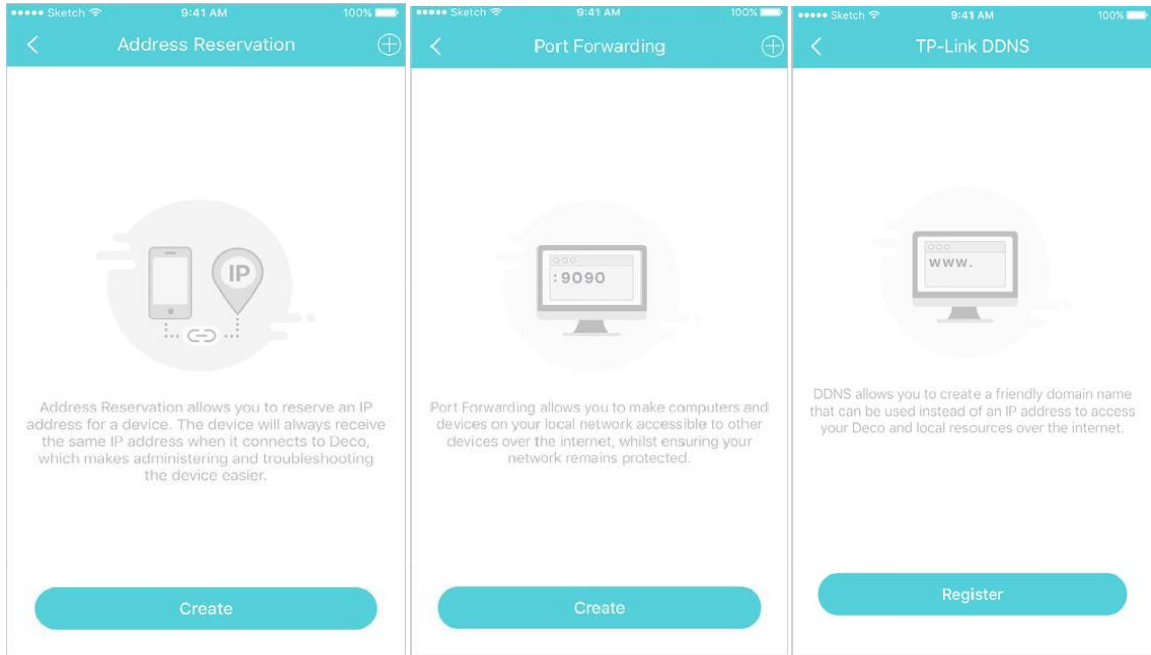 Sketch 9:41 AM 100%
Address Reservation
IP
Address Reservation allows you to reserve an IP
address for a device. The device will always receive
the same IP address when it connects to Deco,
which makes administering and troubleshooting
the device easier.
Create
Sketch 9:41 AM 100%
Port Forwarding
:9090
Port Forwarding allows you to make computers and
devices on your local network accessible to other
devices over the internet, whilst ensuring your
network remains protected.
Create
Sketch 9:41 AM 100%
TP-Link DDNS
www.
DDNS allows you to create a friendly domain name
that can be used instead of an IP address to access
your Deco and local resources over the internet.
Register